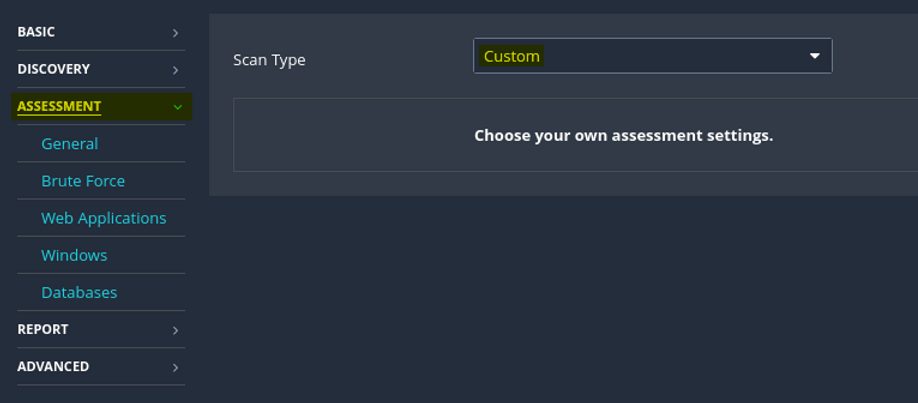 BASIC
DISCOVERY
ASSESSMENT
General
Brute Force
Web Applications
Windows
Databases
REPORT
ADVANCED
Scan Type
Custom
Choose your own assessment settings.